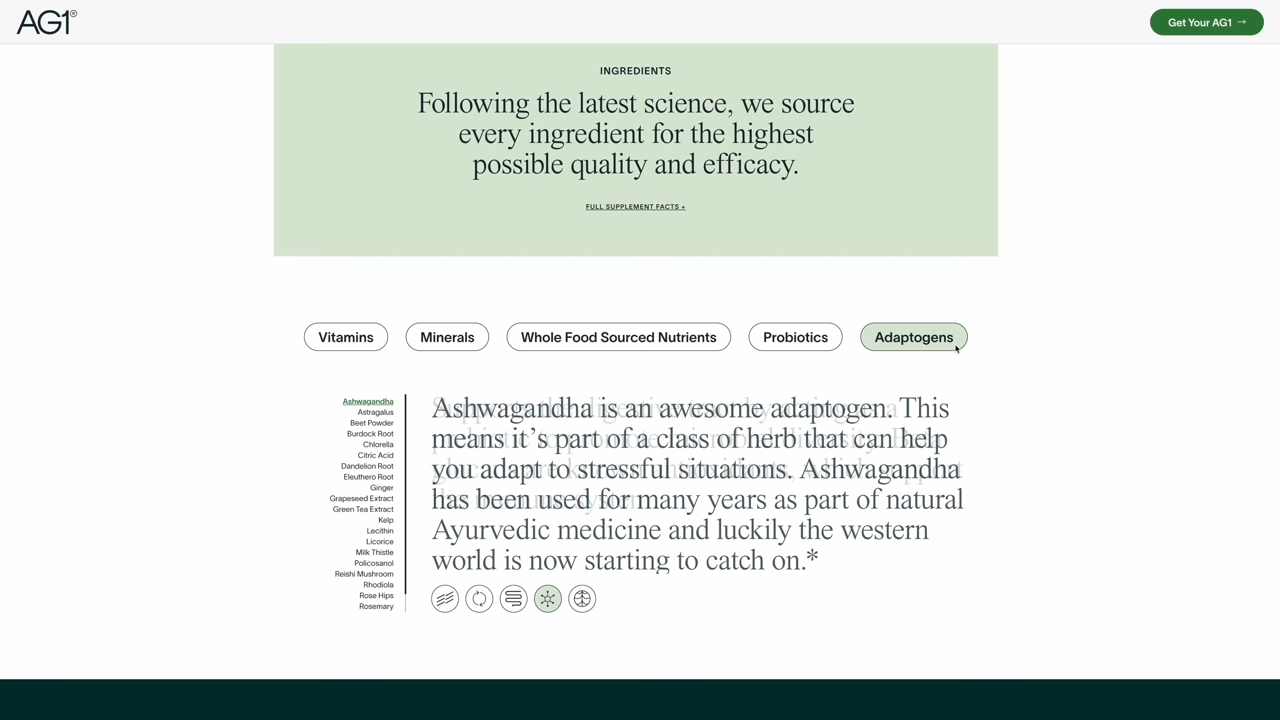 AG1®
Get Your AG1 →
INGREDIENTS
Following the latest science, we source
every ingredient for the highest
possible quality and efficacy.
FULL SUPPLEMENT FACTS +
Vitamins
Minerals
Whole Food Sourced Nutrients
Probiotics
Adaptogens
Ashwagandha
Astragalus
Beet Powder
Burdock Root
Chlorella
Citric Acid
Dandelion Root
Eleuthero Root
Ginger
Grapeseed Extract
Green Tea Extract
Kelp
Lecithin
Licorice
Milk Thistle
Policosanol
Reishi Mushroom
Rhodiola
Rose Hips
Rosemary
Ashwagandha is an awesome adaptogen. This
means it’s part of a class of herb that can help
you adapt to stressful situations. Ashwagandha
has been used for many years as part of natural
Ayurvedic medicine and luckily the western
world is now starting to catch on.*